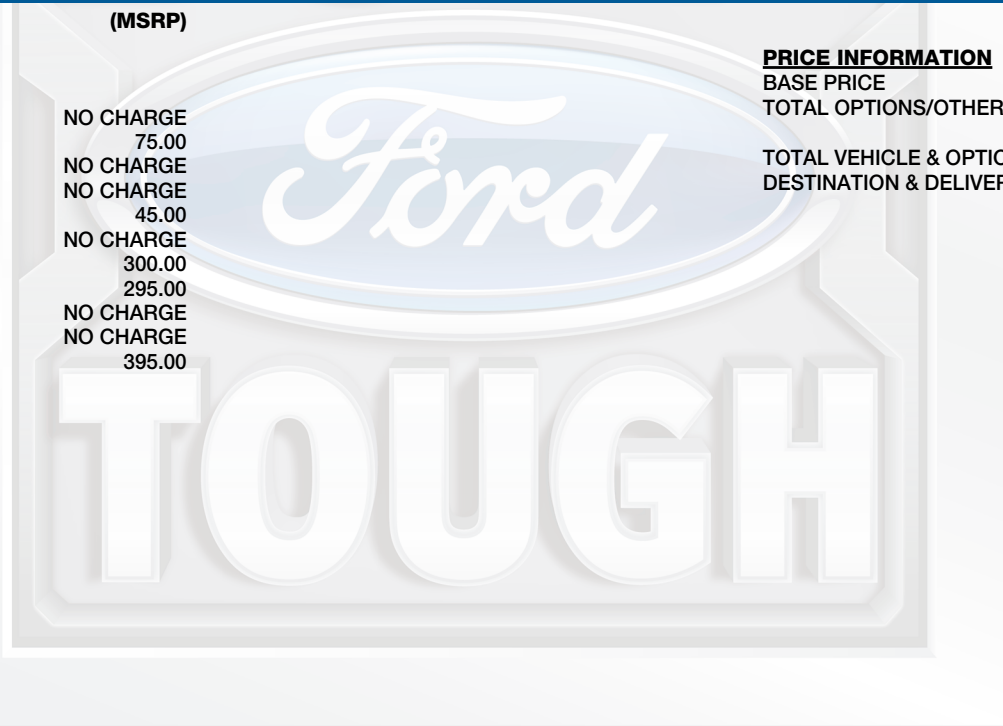 (MSRP)
NO CHARGE
75.00
NO CHARGE
NO CHARGE
45.00
NO CHARGE
300.00
295.00
NO CHARGE
NO CHARGE
395.00
PRICE INFORMATION
BASE PRICE
TOTAL OPTIONS/OTHER
TOTAL VEHICLE & OPTIO
DESTINATION & DELIVER
Ford
TOUGH